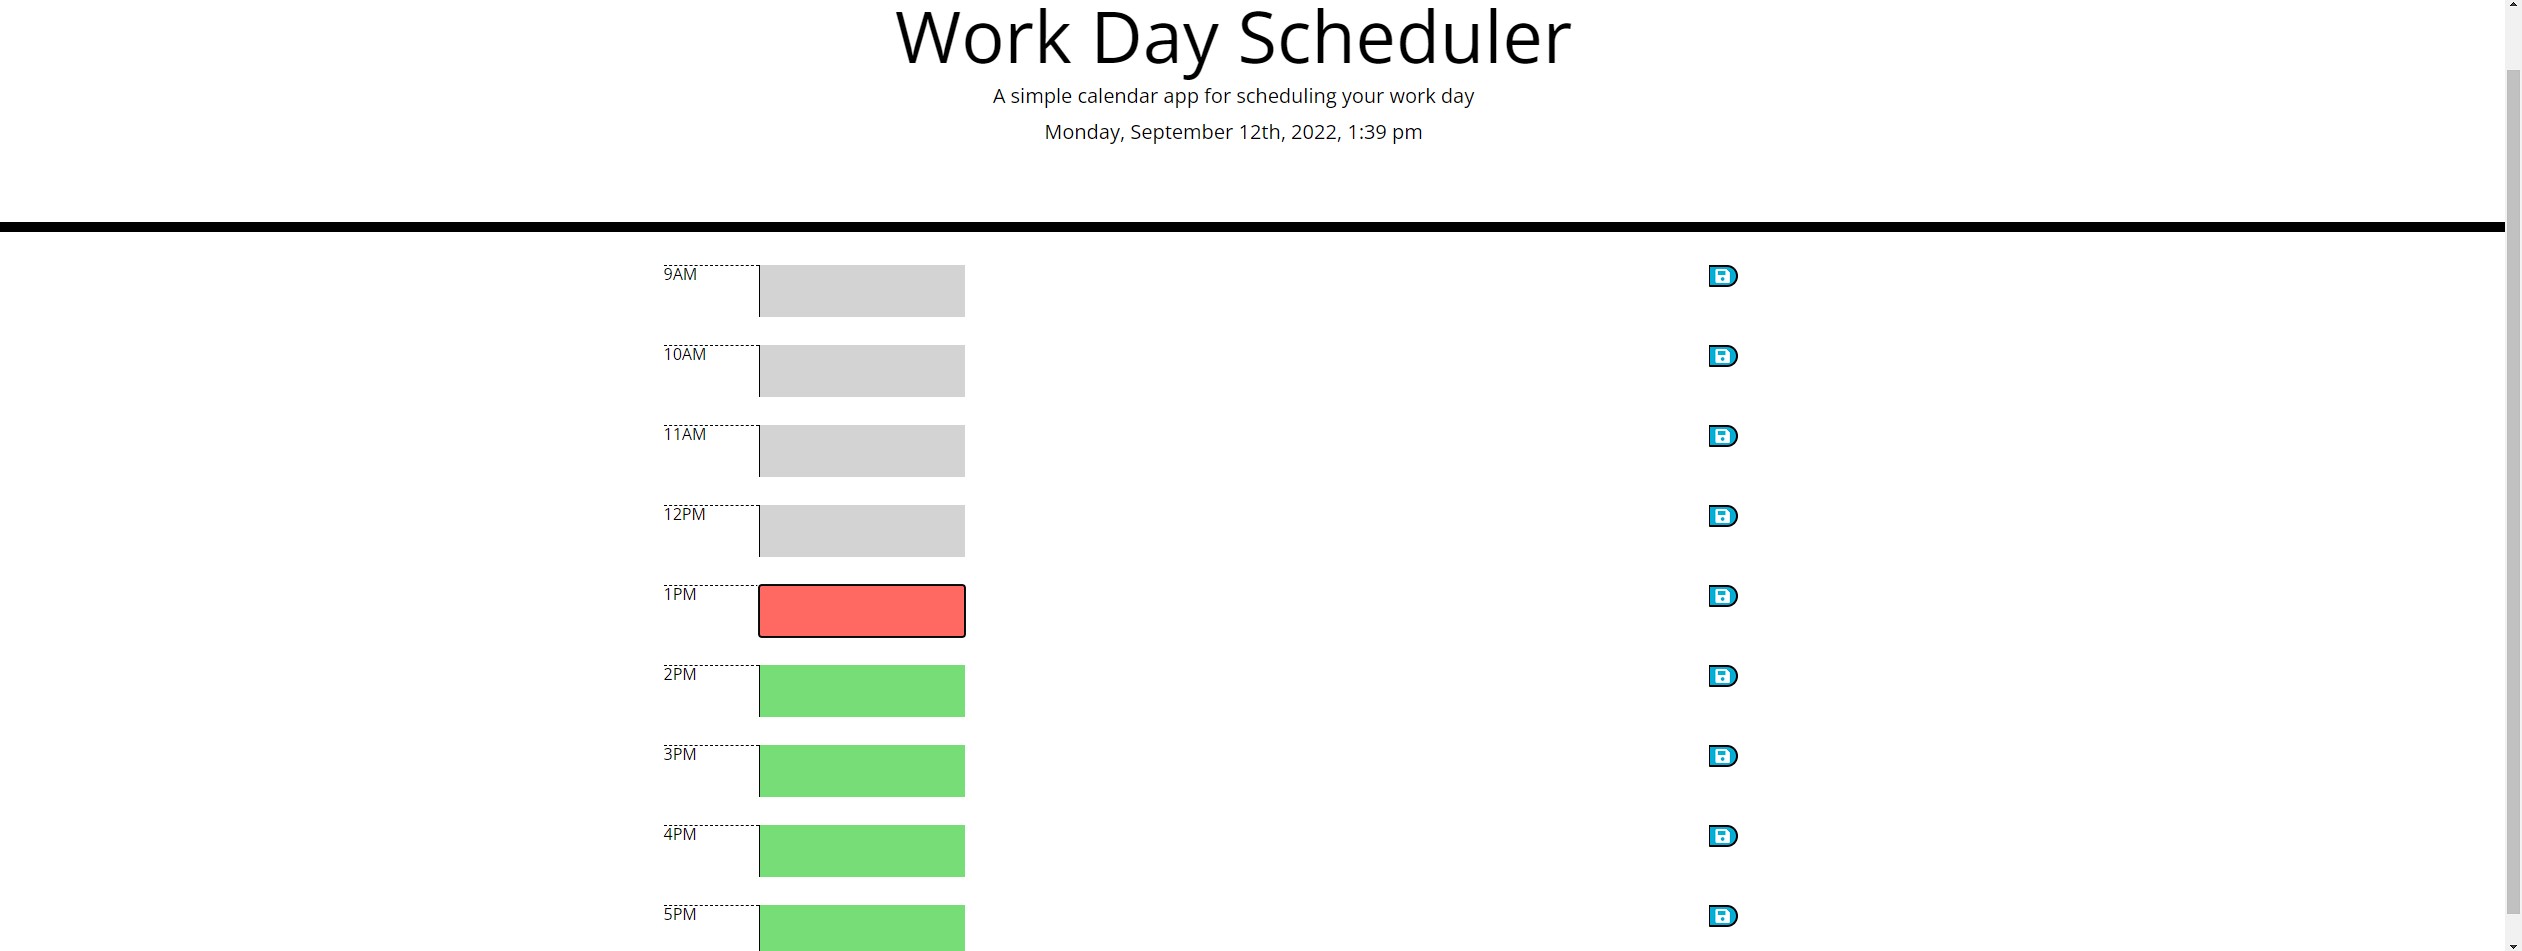 Work Day Scheduler
A simple calendar app for scheduling your work day
Monday, September 12th, 2022, 1:39 pm
9AM
10AM
11AM
12PM
1PM
2PM
3PM
4PM
5PM